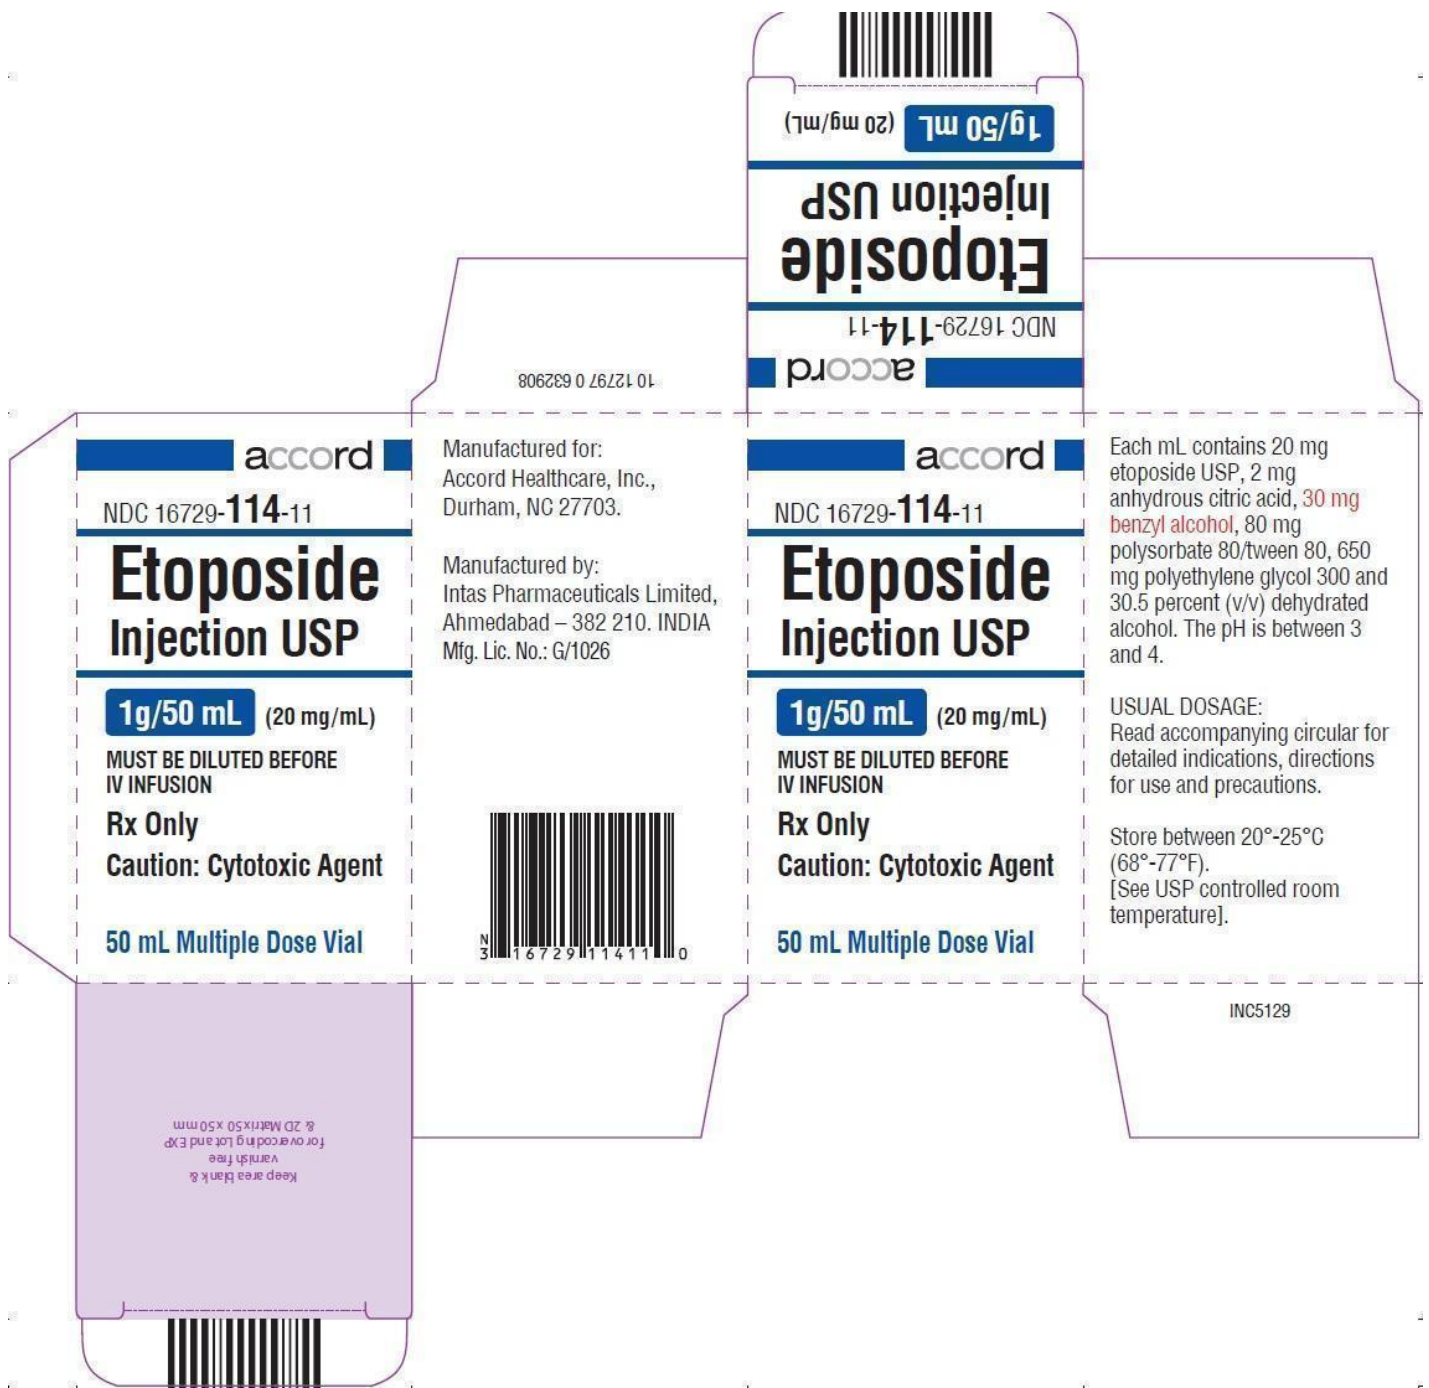 1g/50 mL (20 mg/mL)
Etoposide
Injection USP
NDC 16729-114-11
accord
10 12797 0 632908
accord
NDC 16729-114-11
Etoposide
Injection USP
1g/50 mL (20 mg/mL)
MUST BE DILUTED BEFORE
IV INFUSION
Rx Only
Caution: Cytotoxic Agent
50 mL Multiple Dose Vial
Manufactured for:
Accord Healthcare, Inc.,
Durham, NC 27703.
Manufactured by:
Intas Pharmaceuticals Limited,
Ahmedabad – 382 210. INDIA
Mfg. Lic. No.: G/1026
N
3 16729 11411 0
accord
NDC 16729-114-11
Etoposide
Injection USP
1g/50 mL (20 mg/mL)
MUST BE DILUTED BEFORE
IV INFUSION
Rx Only
Caution: Cytotoxic Agent
50 mL Multiple Dose Vial
Each mL contains 20 mg
etoposide USP, 2 mg
anhydrous citric acid, 30 mg
benzyl alcohol, 80 mg
polysorbate 80/tween 80, 650
mg polyethylene glycol 300 and
30.5 percent (v/v) dehydrated
alcohol. The pH is between 3
and 4.
USUAL DOSAGE:
Read accompanying circular for
detailed indications, directions
for use and precautions.
Store between 20°-25°C
(68°-77°F).
[See USP controlled room
temperature].
INC5129
Keep area blank &
varnish free
for overcoding Lot and EXP
& 2D Matrix50 x 50 mm